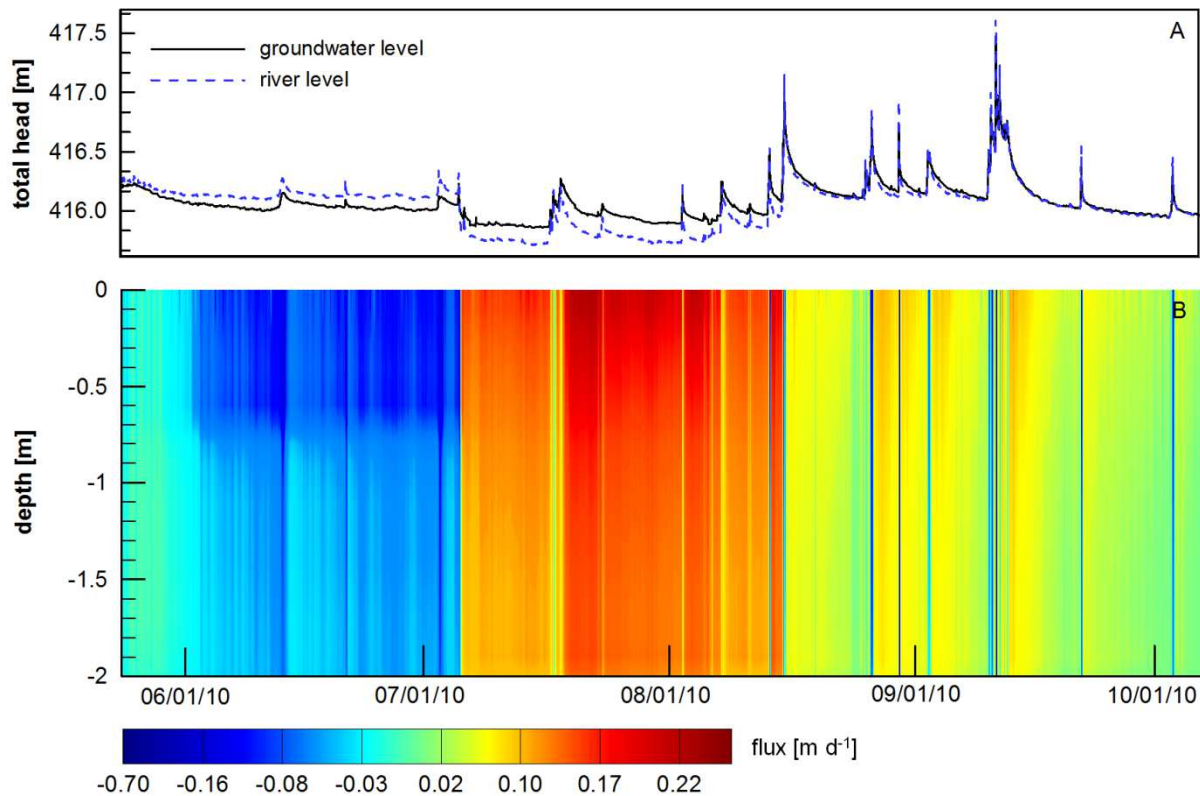 A
417.5
417.0
416.5
416.0
total head [m]
groundwater level
river level
B
0
-0.5
-1
-1.5
-2
depth [m]
06/01/10 07/01/10 08/01/10 09/01/10 10/01/10
-0.70 -0.16 -0.08 -0.03 0.02 0.10 0.17 0.22
flux [m d⁻¹]